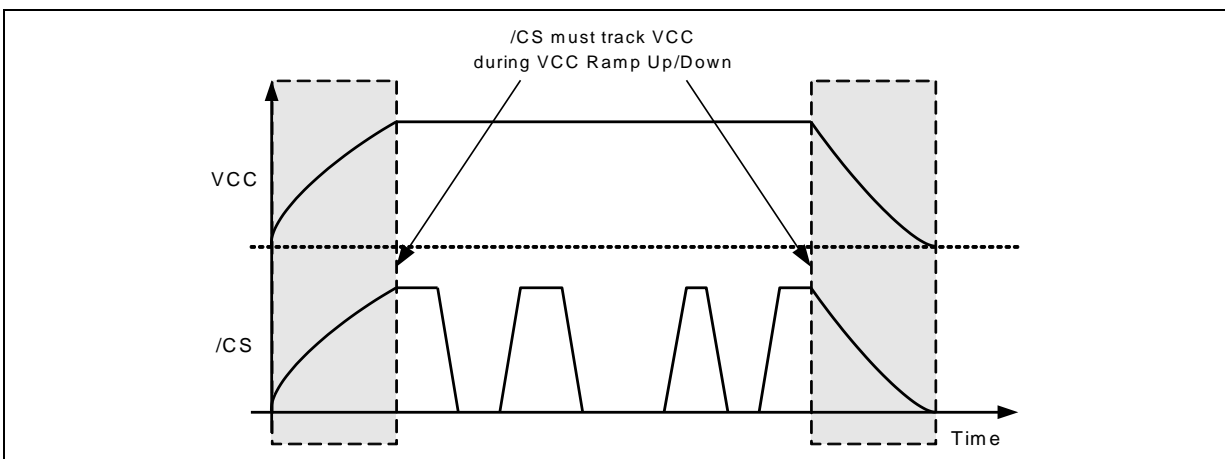 /CS must track VCC
during VCC Ramp Up/Down
VCC
/CS
Time